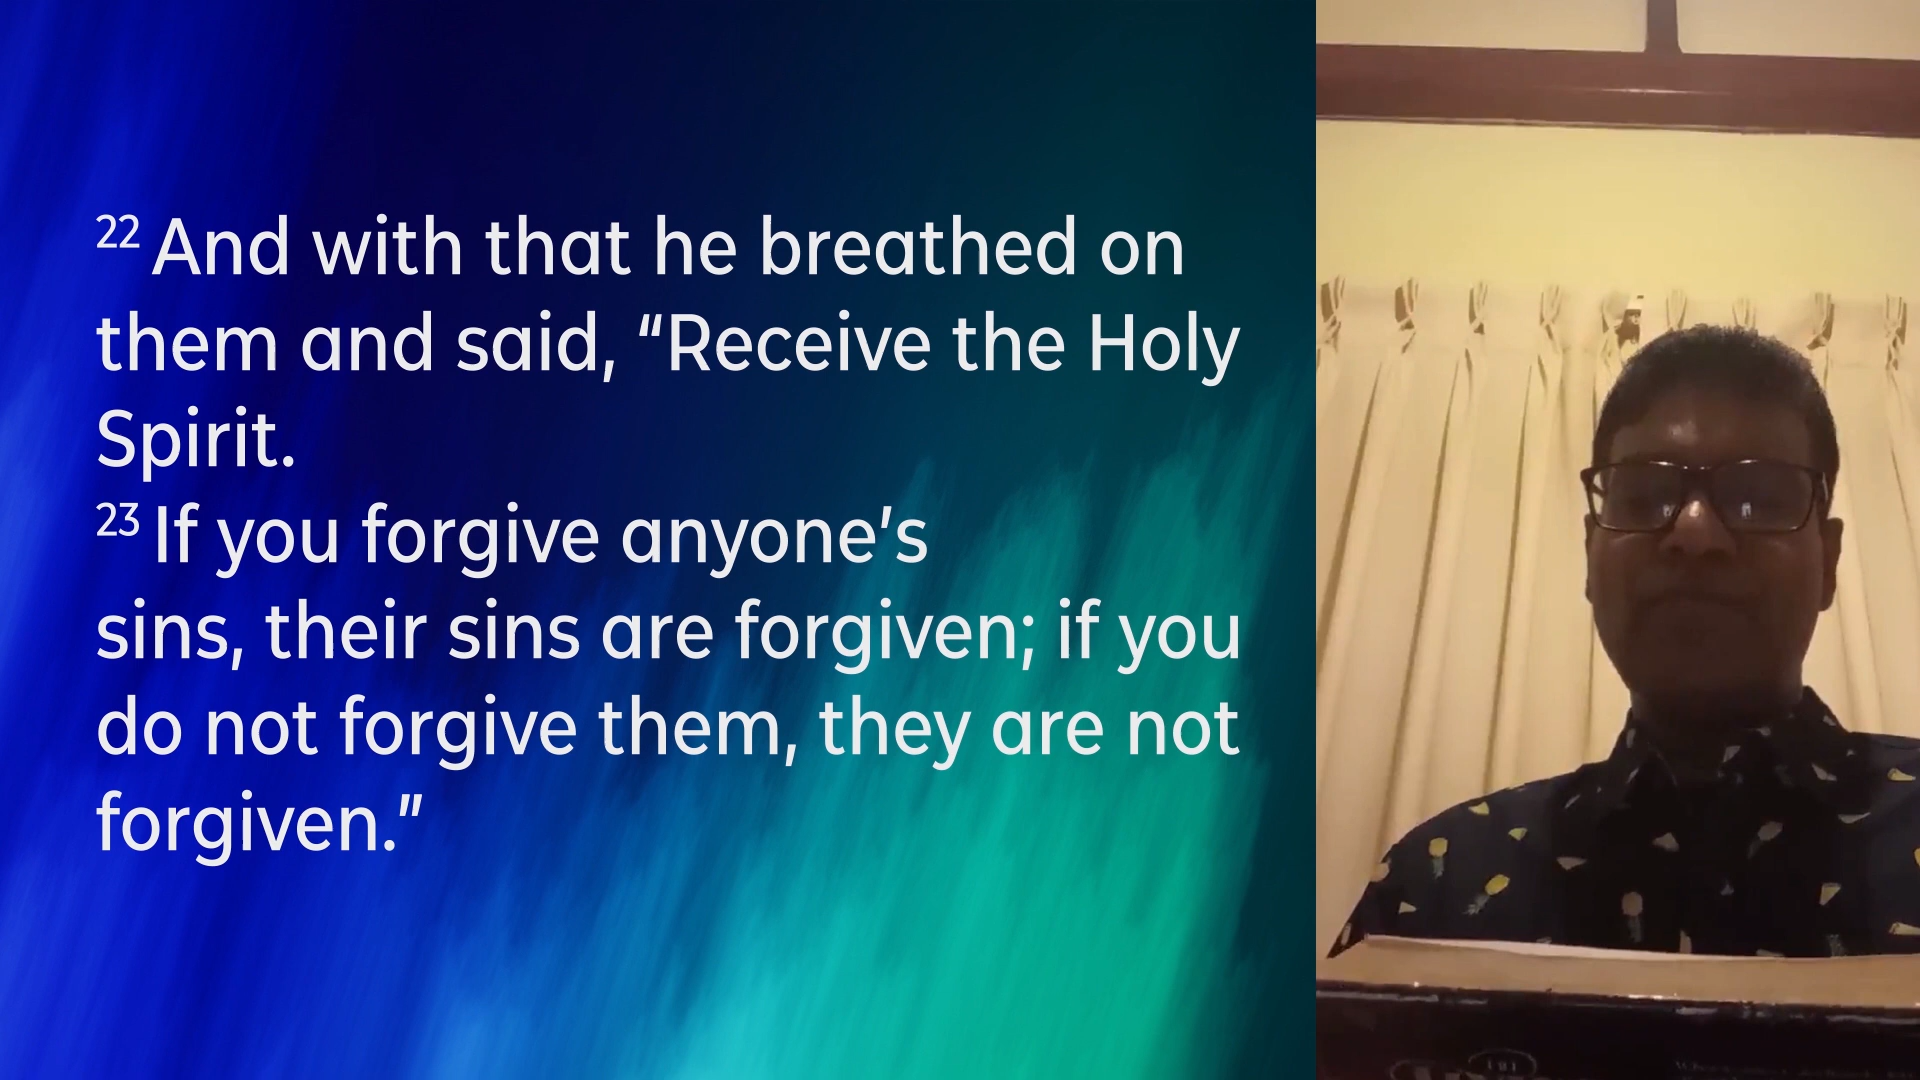 22 And with that he breathed on
them and said, “Receive the Holy
Spirit.
23 If you forgive anyone’s
sins, their sins are forgiven; if you
do not forgive them, they are not
forgiven.”